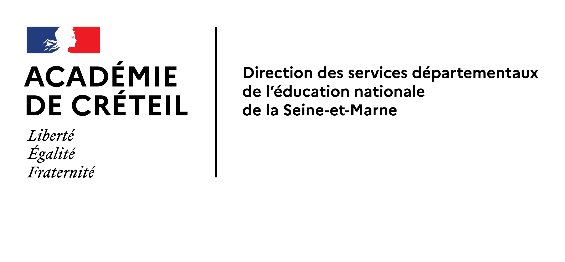 ACADÉMIE
DE CRÉTEIL
Liberté
Égalité
Fraternité
Direction des services départementaux
de l'éducation nationale
de la Seine-et-Marne